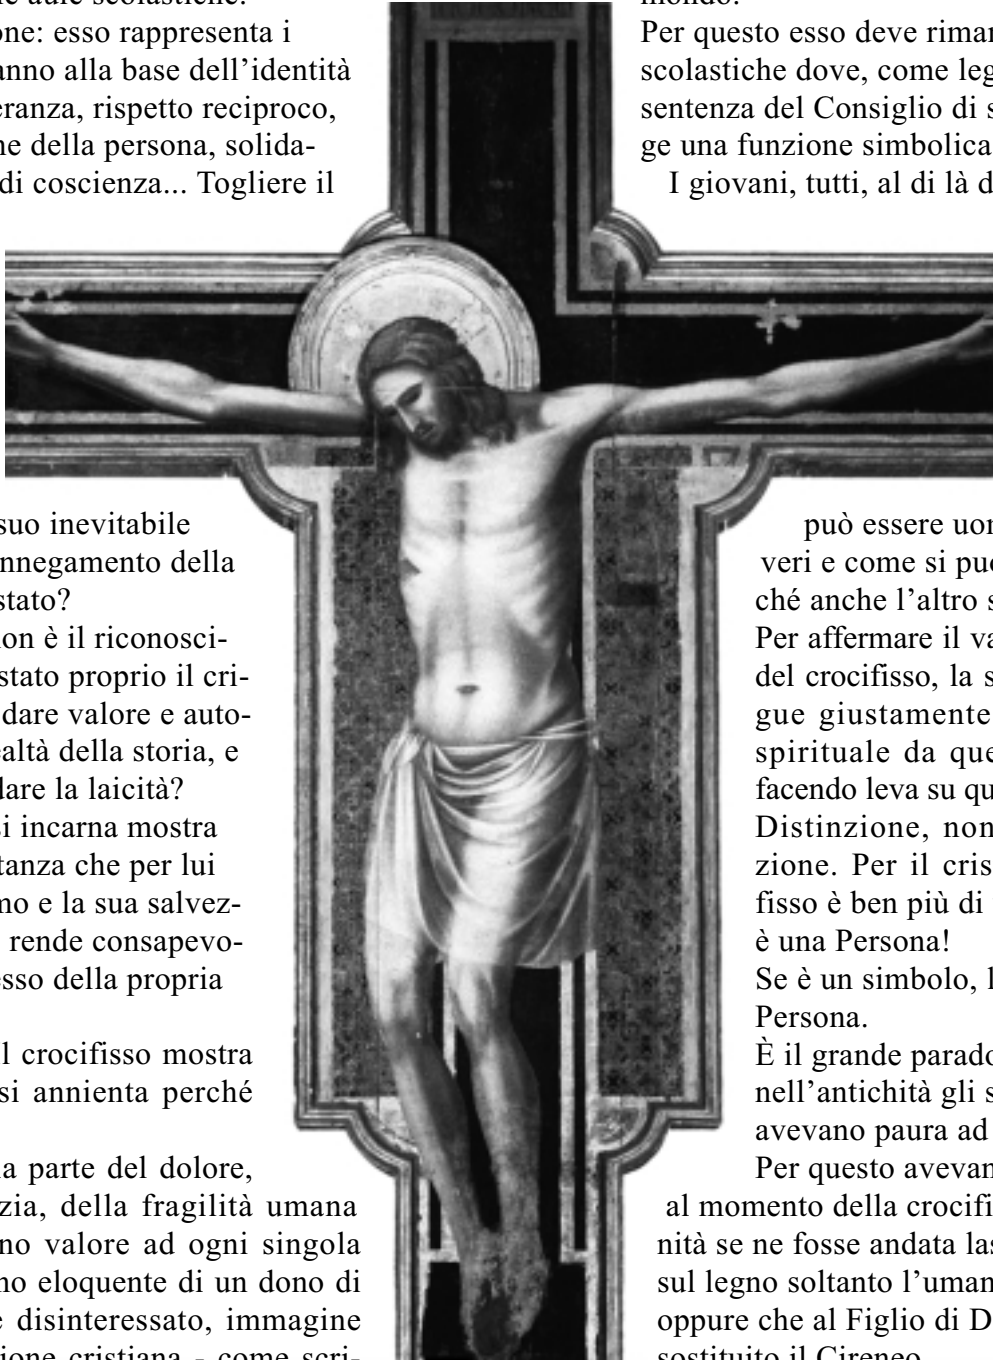 one: esso rappresenta i
anno alla base dell'identità
eranza, rispetto reciproco,
ne della persona, solida-
di coscienza... Togliere il
suo inevitabile
nnegamento della
stato?
on è il riconosci-
stato proprio il cri-
dare valore e auto-
ealtà della storia, e
dare la laicità?
si incarna mostra
tanza che per lui
mo e la sua salvez-
rende consapevo-
esso della propria
l crocifisso mostra
si annienta perché
a parte del dolore,
zia, della fragilità umana
no valore ad ogni singola
no eloquente di un dono di
e disinteressato, immagine
ione cristiana - come scri-
Per questo esso deve riman
scolastiche dove, come leg
sentenza del Consiglio di s
ge una funzione simbolica
I giovani, tutti, al di là d
può essere uon
veri e come si puo
ché anche l'altro s
Per affermare il va
del crocifisso, la s
gue giustamente
spirituale da que
facendo leva su qu
Distinzione, non
zione. Per il cris
fisso è ben più di
è una Persona!
Se è un simbolo, l
Persona.
È il grande parado
nell'antichità gli s
avevano paura ad
Per questo avevan
al momento della crocifi
nità se ne fosse andata las
sul legno soltanto l'uman
oppure che al Figlio di D
sostituito il Cireneo